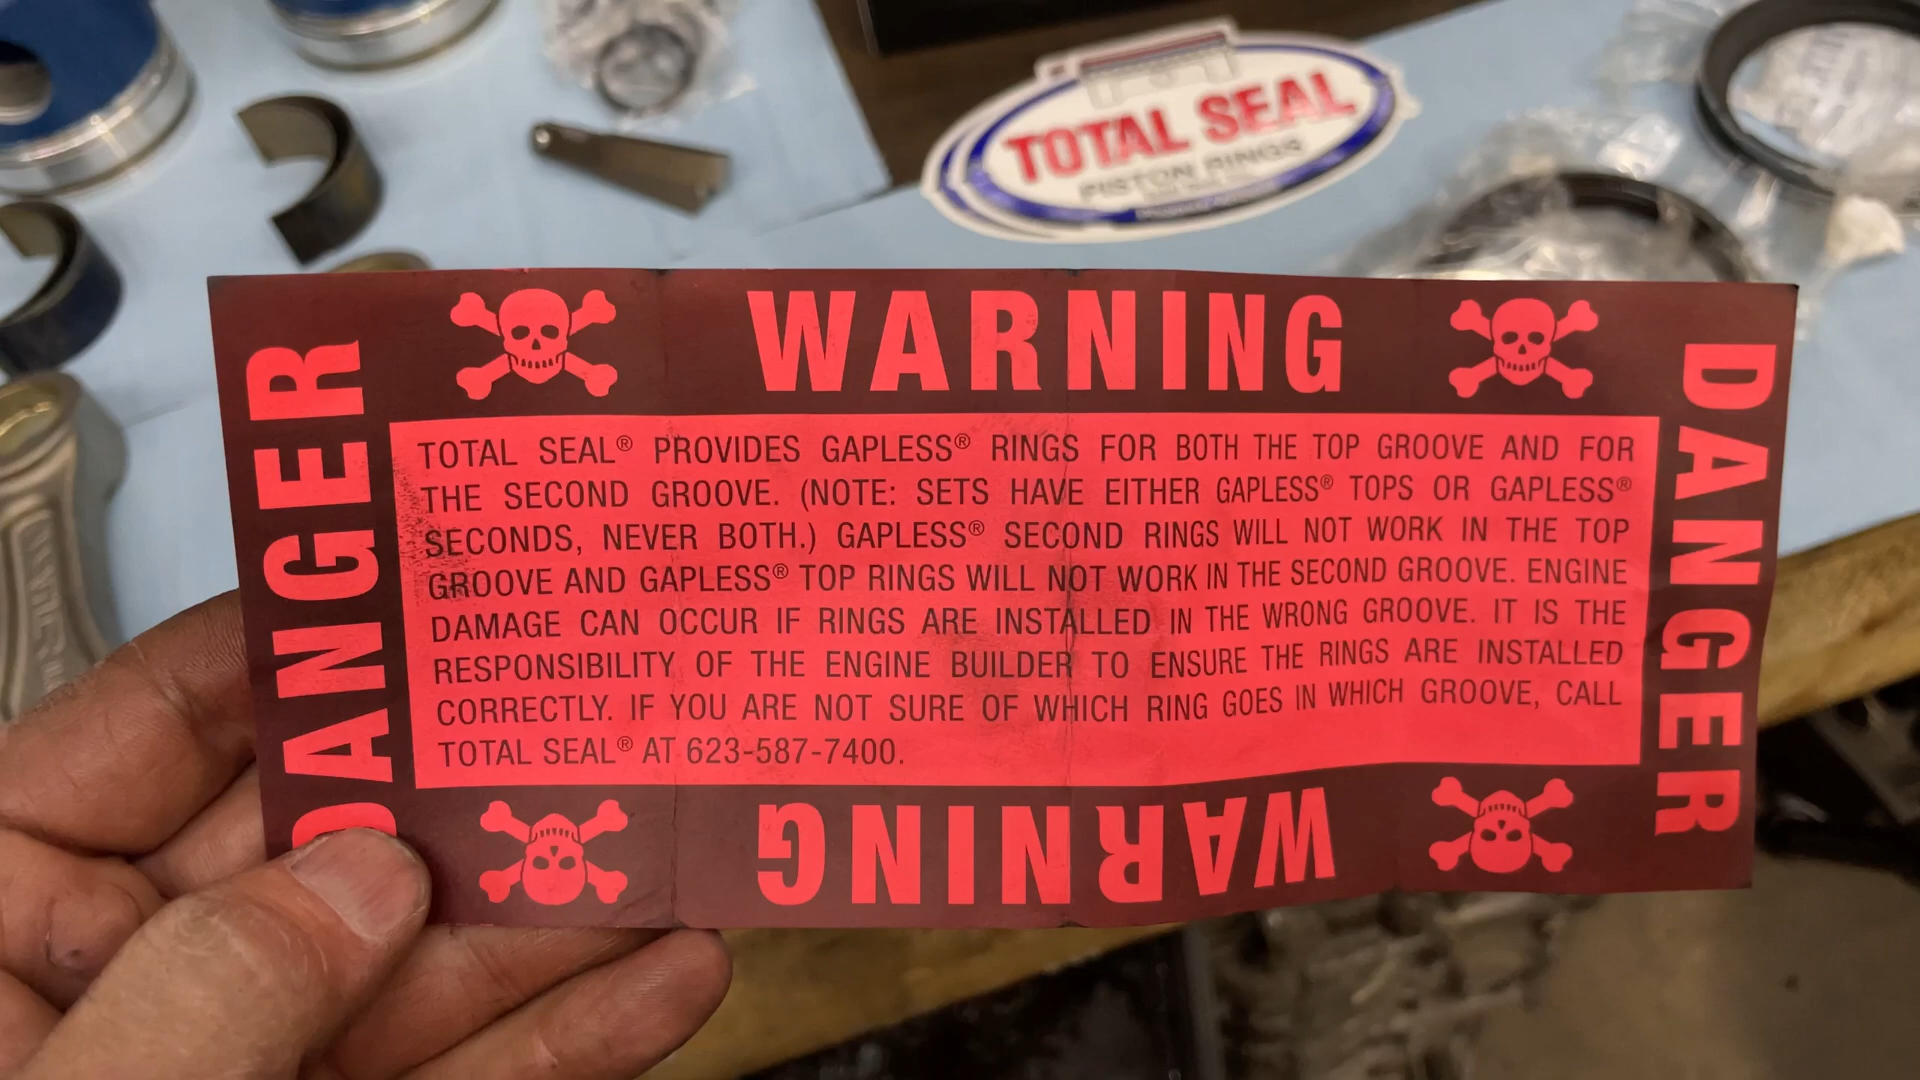 TOTAL SEAL
PISTON RINGS
WARNING
DANGER
DANGER
TOTAL SEAL® PROVIDES GAPLESS® RINGS FOR BOTH THE TOP GROOVE AND FOR
THE SECOND GROOVE. (NOTE: SETS HAVE EITHER GAPLESS® TOPS OR GAPLESS®
SECONDS, NEVER BOTH.) GAPLESS® SECOND RINGS WILL NOT WORK IN THE TOP
GROOVE AND GAPLESS® TOP RINGS WILL NOT WORK IN THE SECOND GROOVE. ENGINE
DAMAGE CAN OCCUR IF RINGS ARE INSTALLED IN THE WRONG GROOVE. IT IS THE
RESPONSIBILITY OF THE ENGINE BUILDER TO ENSURE THE RINGS ARE INSTALLED
CORRECTLY. IF YOU ARE NOT SURE OF WHICH RING GOES IN WHICH GROOVE, CALL
TOTAL SEAL® AT 623-587-7400.
WARNING